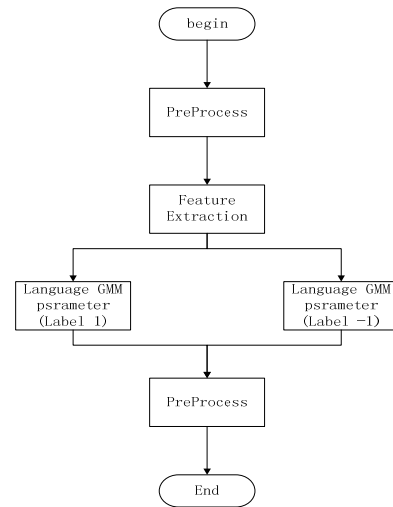 begin
PreProcess
Feature
Extraction
Language GMM
psrameter
(Label 1)
Language GMM
psrameter
(Label -1)
PreProcess
End